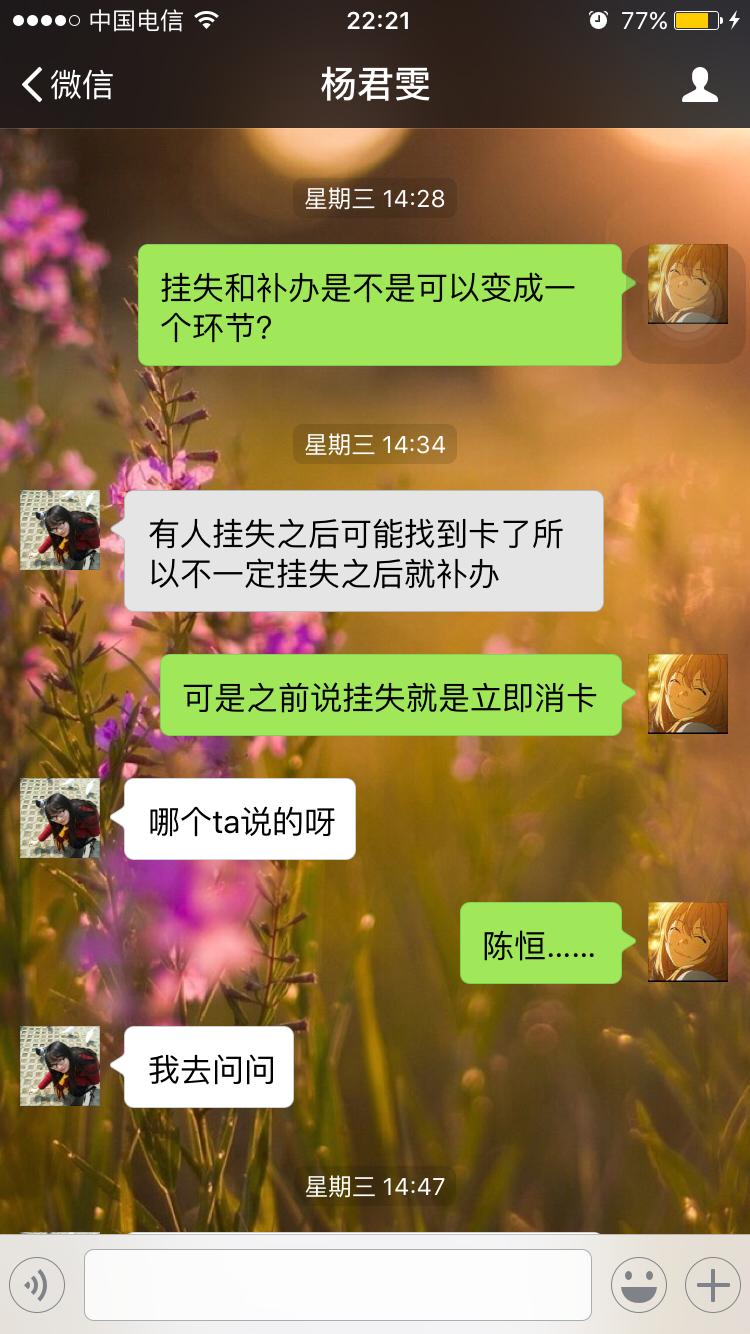 中国电信
22:21
77%
微信
杨君雯
星期三 14:28
挂失和补办是不是可以变成一
个环节?
星期三 14:34
有人挂失之后可能找到卡了所
以不一定挂失之后就补办
可是之前说挂失就是立即消卡
哪个ta说的呀
陈恒……
我去问问
星期三 14:47